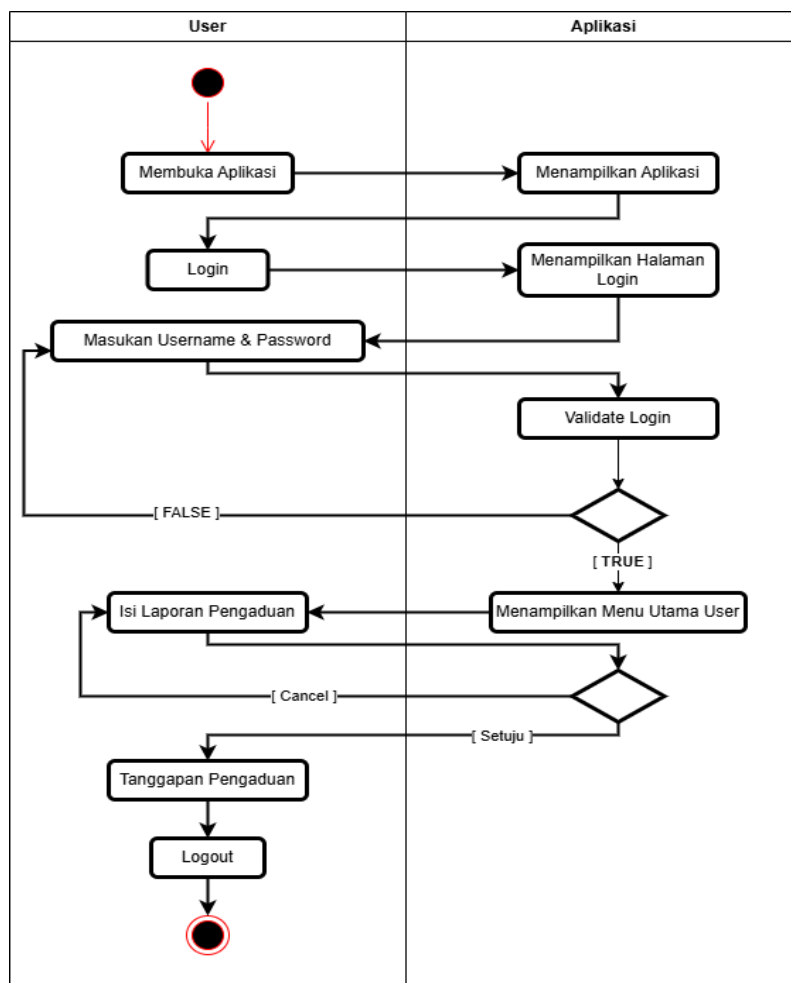 User
Aplikasi
Membuka Aplikasi
Menampilkan Aplikasi
Login
Menampilkan Halaman
Login
Masukan Username & Password
Validate Login
[ FALSE ]
[ TRUE ]
Isi Laporan Pengaduan
Menampilkan Menu Utama User
[ Cancel ]
[ Setuju ]
Tanggapan Pengaduan
Logout